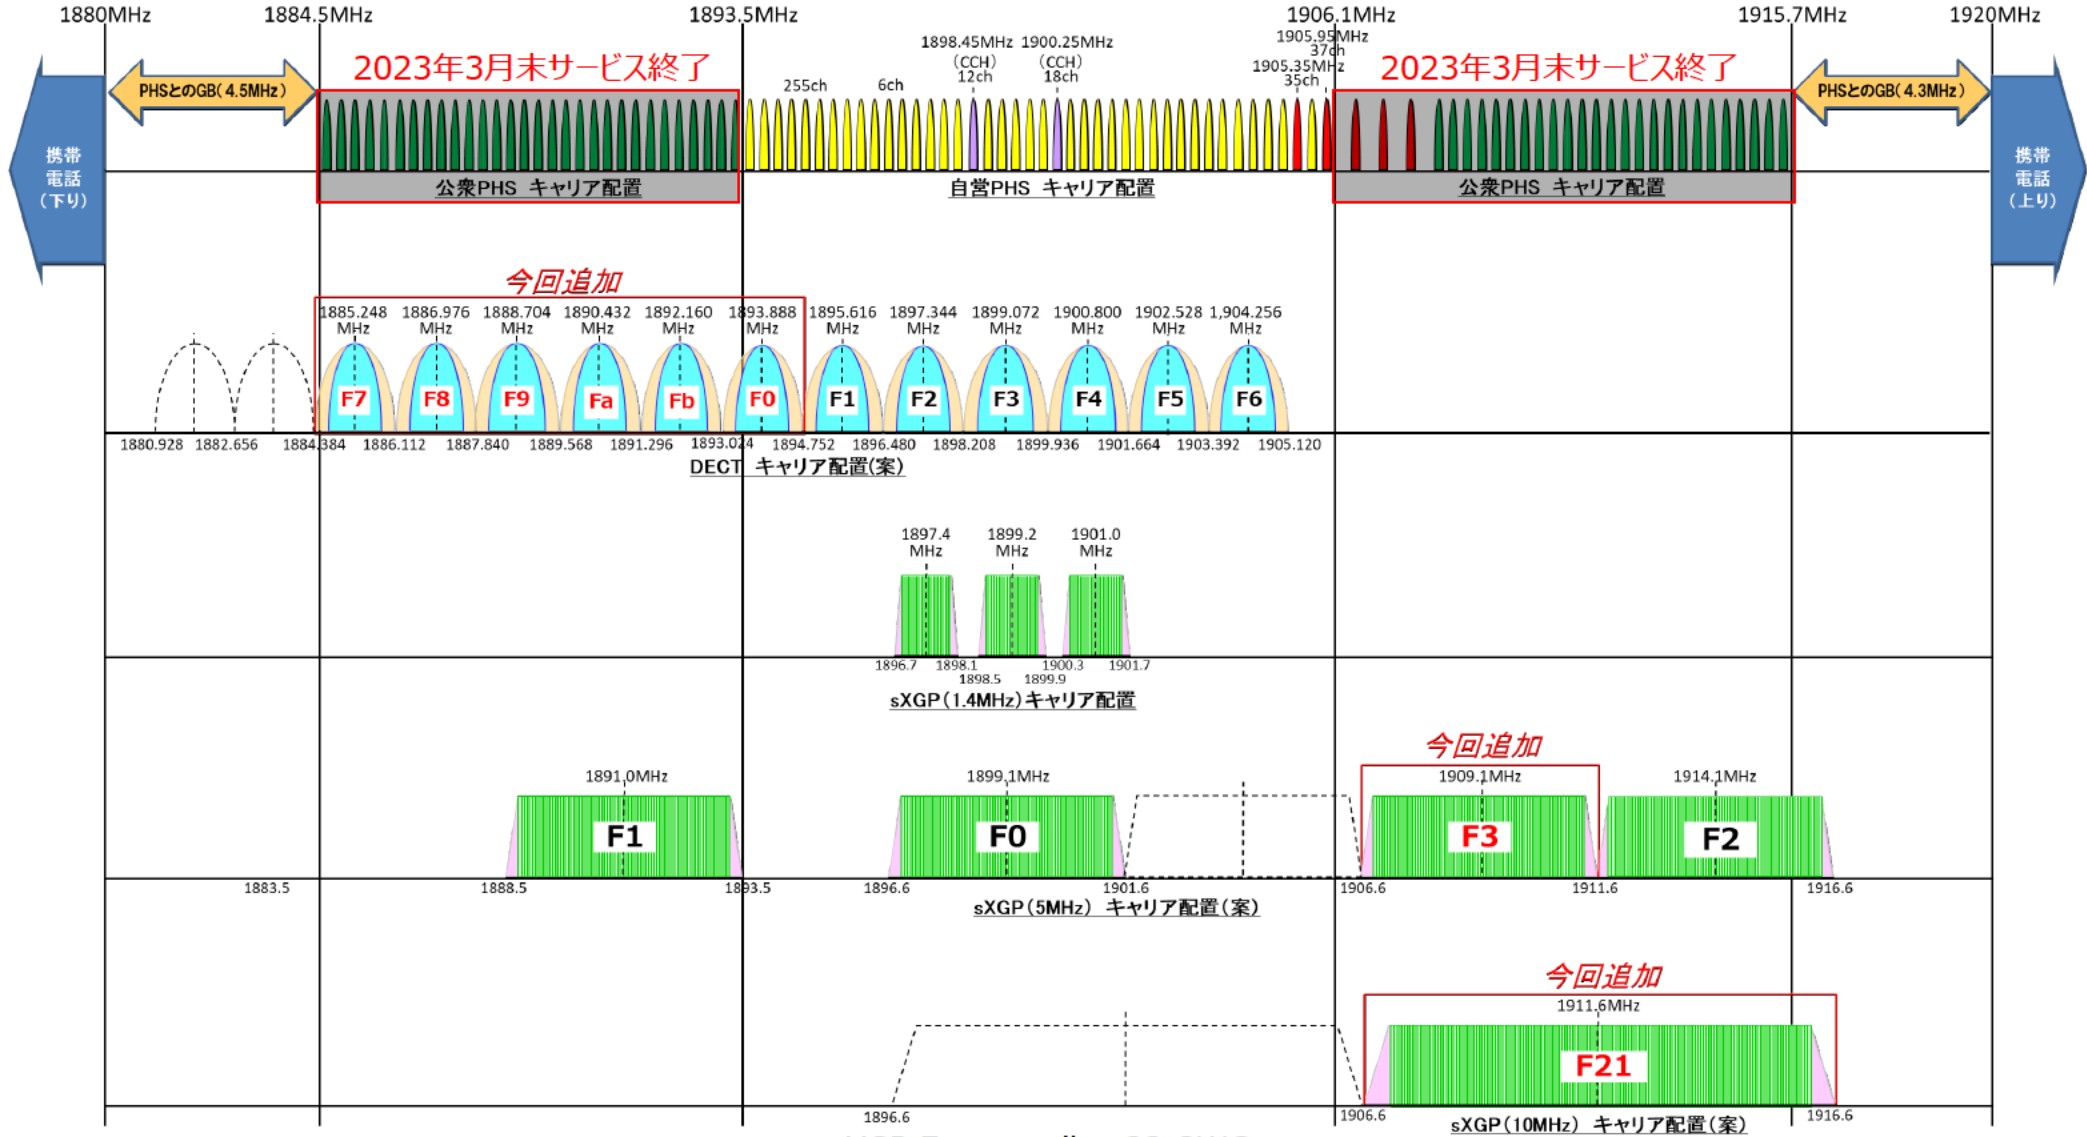 1880MHz
1884.5MHz
1893.5MHz
1906.1MHz
1915.7MHz
1920MHz
携帯
電話
(下り)
PHSとのGB(4.5MHz)
2023年3月末サービス終了
公衆PHS キャリア配置
255ch
6ch
1898.45MHz
(CCH)
12ch
1900.25MHz
(CCH)
18ch
1905.95MHz
37ch
1905.35MHz
35ch
自営PHS キャリア配置
2023年3月末サービス終了
公衆PHS キャリア配置
PHSとのGB(4.3MHz)
携帯
電話
(上り)
今回追加
1885.248 MHz
1886.976 MHz
1888.704 MHz
1890.432 MHz
1892.160 MHz
1893.888 MHz
1895.616 MHz
1897.344 MHz
1899.072 MHz
1900.800 MHz
1902.528 MHz
1,904.256 MHz
F7 F8 F9 Fa Fb F0 F1 F2 F3 F4 F5 F6
1880.928 1882.656 1884.384 1886.112 1887.840 1889.568 1891.296 1893.024 1894.752 1896.480 1898.208 1899.936 1901.664 1903.392 1905.120
DECT キャリア配置(案)
1897.4 MHz
1899.2 MHz
1901.0 MHz
1896.7 1898.1 1900.3 1901.7
1898.5 1899.9
sXGP(1.4MHz)キャリア配置
今回追加
1891.0MHz
1899.1MHz
1909.1MHz
1914.1MHz
F1 F0 F3 F2
1883.5 1888.5 1893.5 1896.6 1901.6 1906.6 1911.6 1916.6
sXGP(5MHz) キャリア配置(案)
今回追加
1911.6MHz
F21
1896.6 1906.6 1916.6
sXGP(10MHz) キャリア配置(案)